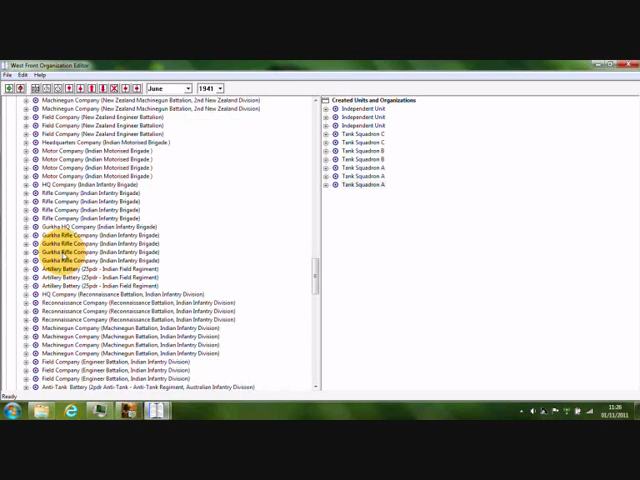 West Front Organization Editor
File Edit Help
June 1941
Machinegun Company (New Zealand Machinegun Battalion, 2nd New Zealand Division)
Machinegun Company (New Zealand Machinegun Battalion, 2nd New Zealand Division)
Field Company (New Zealand Engineer Battalion)
Field Company (New Zealand Engineer Battalion)
Field Company (New Zealand Engineer Battalion)
Headquarters Company (Indian Motorised Brigade )
Motor Company (Indian Motorised Brigade )
Motor Company (Indian Motorised Brigade )
Motor Company (Indian Motorised Brigade )
Motor Company (Indian Motorised Brigade )
HQ Company (Indian Infantry Brigade)
Rifle Company (Indian Infantry Brigade)
Rifle Company (Indian Infantry Brigade)
Rifle Company (Indian Infantry Brigade)
Rifle Company (Indian Infantry Brigade)
Gurkha HQ Company (Indian Infantry Brigade)
Gurkha Rifle Company (Indian Infantry Brigade)
Gurkha Rifle Company (Indian Infantry Brigade)
Gurkha Rifle Company (Indian Infantry Brigade)
Gurkha Rifle Company (Indian Infantry Brigade)
Artillery Battery (25pdr - Indian Field Regiment)
Artillery Battery (25pdr - Indian Field Regiment)
Artillery Battery (25pdr - Indian Field Regiment)
HQ Company (Reconnaissance Battalion, Indian Infantry Division)
Reconnaissance Company (Reconnaissance Battalion, Indian Infantry Division)
Reconnaissance Company (Reconnaissance Battalion, Indian Infantry Division)
Reconnaissance Company (Reconnaissance Battalion, Indian Infantry Division)
Machinegun Company (Machinegun Battalion, Indian Infantry Division)
Machinegun Company (Machinegun Battalion, Indian Infantry Division)
Machinegun Company (Machinegun Battalion, Indian Infantry Division)
Machinegun Company (Machinegun Battalion, Indian Infantry Division)
Field Company (Engineer Battalion, Indian Infantry Division)
Field Company (Engineer Battalion, Indian Infantry Division)
Field Company (Engineer Battalion, Indian Infantry Division)
Anti-Tank Battery (2pdr Anti-Tank - Anti-Tank Regiment, Australian Infantry Division)
Created Units and Organizations
Independent Unit
Independent Unit
Independent Unit
Tank Squadron C
Tank Squadron C
Tank Squadron B
Tank Squadron B
Tank Squadron A
Tank Squadron A
Tank Squadron A
Ready
11:26
01/11/2011